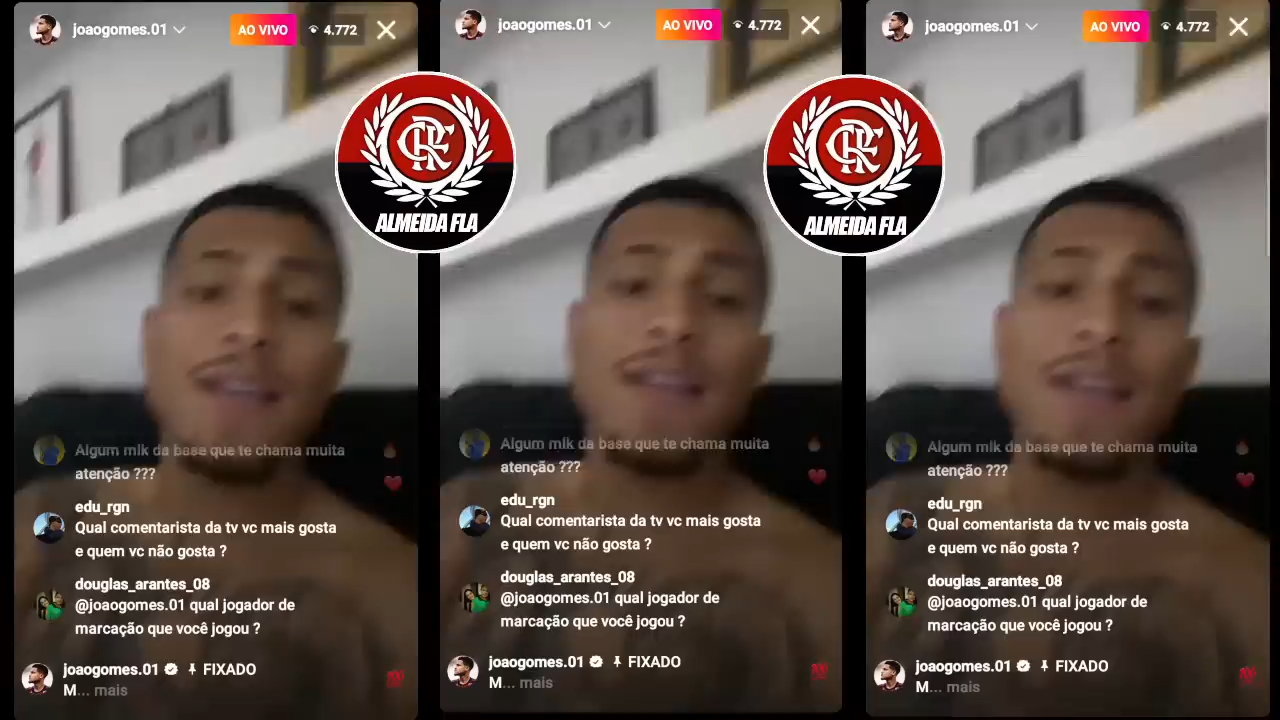 joaogomes.01
AO VIVO
4.772
Algum mlk da base que te chama muita
atenção ???
edu_rgn
Qual comentarista da tv vc mais gosta
e quem vc não gosta ?
douglas_arantes_08
@joaogomes.01 qual jogador de
marcação que você jogou ?
joaogomes.01 FIXADO
M... mais
CRF
ALMEIDA FLA
joaogomes.01
AO VIVO
4.772
Algum mlk da base que te chama muita
atenção ???
edu_rgn
Qual comentarista da tv vc mais gosta
e quem vc não gosta ?
douglas_arantes_08
@joaogomes.01 qual jogador de
marcação que você jogou ?
joaogomes.01 FIXADO
M... mais
CRF
ALMEIDA FLA
joaogomes.01
AO VIVO
4.772
Algum mlk da base que te chama muita
atenção ???
edu_rgn
Qual comentarista da tv vc mais gosta
e quem vc não gosta ?
douglas_arantes_08
@joaogomes.01 qual jogador de
marcação que você jogou ?
joaogomes.01 FIXADO
M... mais